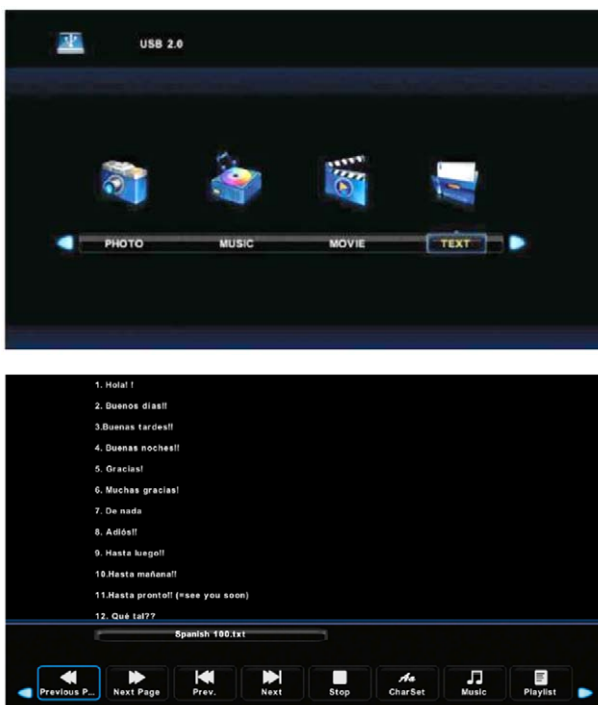 USB 2.0
PHOTO MUSIC MOVIE TEXT
1. Hola! !
2. Buenos días!!
3.Buenas tardes!!
4. Buenas noches!!
5. Gracias!
6. Muchas gracias!
7. De nada
8. Adiós!!
9. Hasta luego!!
10.Hasta mañana!!
11.Hasta pronto!! (=see you soon)
12. Qué tal??
Spanish 100.txt
Previous P... Next Page Prev. Next Stop CharSet Music Playlist